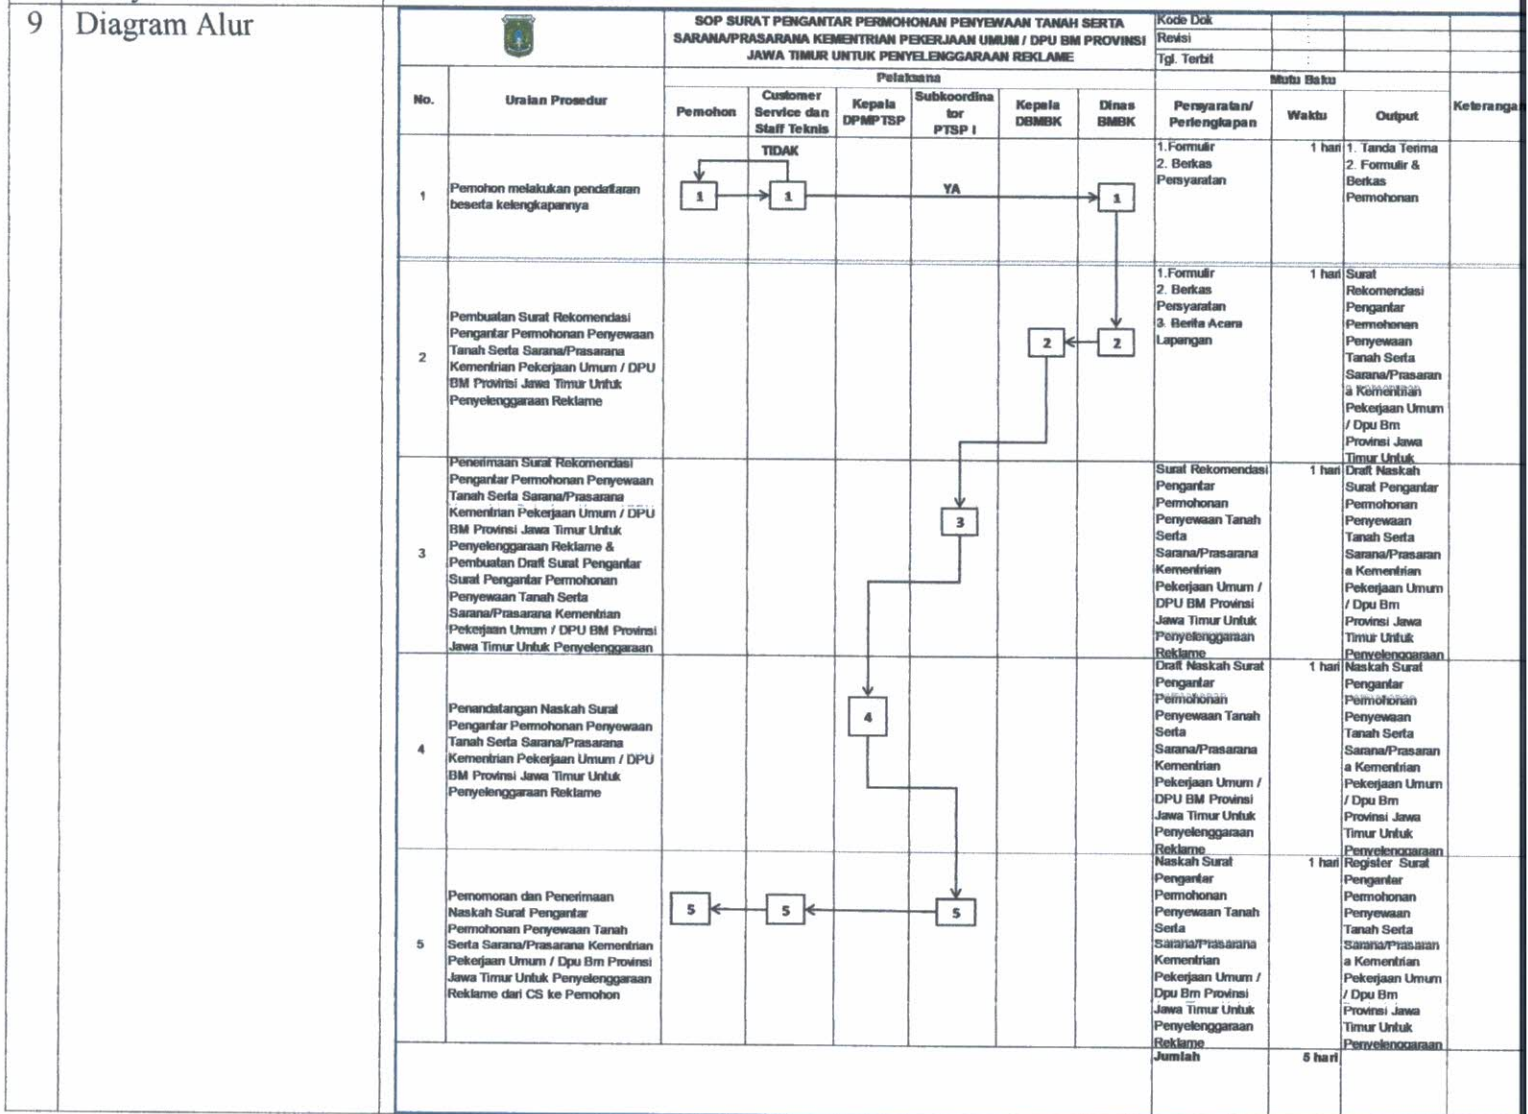 9 Diagram Alur
SOP SURAT PENGANTAR PERMOHONAN PENYEWAAN TANAH SERTA
SARANA/PRASARANA KEMENTRIAN PEKERJAAN UMUM / DPU BM PROVINSI
JAWA TIMUR UNTUK PENYELENGGARAAN REKLAME
Kode Dok :
Revisi :
Tgl. Terbit :
No.
Uraian Prosedur
Pelaksana
Mutu Baku
Keterangan
Pemohon
Customer
Service dan
Staff Teknis
Kepala
DPMPTSP
Subkoordina
tor
PTSP I
Kepala
DBMBK
Dinas
BMBK
Persyaratan/
Perlengkapan
Waktu
Output
1
Pemohon melakukan pendaftaran
beserta kelengkapannya
TIDAK
1
1
YA
1
1.Formulir
2. Berkas
Persyaratan
1 hari
1. Tanda Terima
2. Formulir &
Berkas
Permohonan
2
Pembuatan Surat Rekomendasi
Pengantar Permohonan Penyewaan
Tanah Serta Sarana/Prasarana
Kementrian Pekerjaan Umum / DPU
BM Provinsi Jawa Timur Untuk
Penyelenggaraan Reklame
2
2
1.Formulir
2. Berkas
Persyaratan
3. Berita Acara
Lapangan
1 hari
Surat
Rekomendasi
Pengantar
Permohonan
Penyewaan
Tanah Serta
Sarana/Prasaran
a Kementrian
Pekerjaan Umum
/ Dpu Bm
Provinsi Jawa
Timur Untuk
3
Penerimaan Surat Rekomendasi
Pengantar Permohonan Penyewaan
Tanah Serta Sarana/Prasarana
Kementrian Pekerjaan Umum / DPU
BM Provinsi Jawa Timur Untuk
Penyelenggaraan Reklame &
Pembuatan Draft Surat Pengantar
Surat Pengantar Permohonan
Penyewaan Tanah Serta
Sarana/Prasarana Kementrian
Pekerjaan Umum / DPU BM Provinsi
Jawa Timur Untuk Penyelenggaraan
3
Surat Rekomendasi
Pengantar
Permohonan
Penyewaan Tanah
Serta
Sarana/Prasarana
Kementrian
Pekerjaan Umum /
DPU BM Provinsi
Jawa Timur Untuk
Penyelenggaraan
Reklame
1 hari
Draft Naskah
Surat Pengantar
Permohonan
Penyewaan
Tanah Serta
Sarana/Prasaran
a Kementrian
Pekerjaan Umum
/ Dpu Bm
Provinsi Jawa
Timur Untuk
Penyelenggaraan
4
Penandatangan Naskah Surat
Pengantar Permohonan Penyewaan
Tanah Serta Sarana/Prasarana
Kementrian Pekerjaan Umum / DPU
BM Provinsi Jawa Timur Untuk
Penyelenggaraan Reklame
4
Draft Naskah Surat
Pengantar
Permohonan
Penyewaan Tanah
Serta
Sarana/Prasarana
Kementrian
Pekerjaan Umum /
DPU BM Provinsi
Jawa Timur Untuk
Penyelenggaraan
Reklame
1 hari
Naskah Surat
Pengantar
Permohonan
Penyewaan
Tanah Serta
Sarana/Prasaran
a Kementrian
Pekerjaan Umum
/ Dpu Bm
Provinsi Jawa
Timur Untuk
Penyelenggaraan
5
Penomoran dan Penerimaan
Naskah Surat Pengantar
Permohonan Penyewaan Tanah
Serta Sarana/Prasarana Kementrian
Pekerjaan Umum / Dpu Bm Provinsi
Jawa Timur Untuk Penyelenggaraan
Reklame dari CS ke Pemohon
5
5
5
Naskah Surat
Pengantar
Permohonan
Penyewaan Tanah
Serta
Sarana/Prasarana
Kementrian
Pekerjaan Umum /
Dpu Bm Provinsi
Jawa Timur Untuk
Penyelenggaraan
Reklame
1 hari
Register Surat
Pengantar
Permohonan
Penyewaan
Tanah Serta
Sarana/Prasaran
a Kementrian
Pekerjaan Umum
/ Dpu Bm
Provinsi Jawa
Timur Untuk
Penyelenggaraan
Jumlah
5 hari